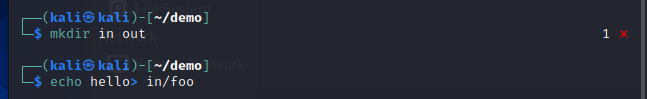 ┌──(kali㉿kali)-[~/demo]
└─$ mkdir in out 1 ⨯
┌──(kali㉿kali)-[~/demo]
└─$ echo hello> in/foo